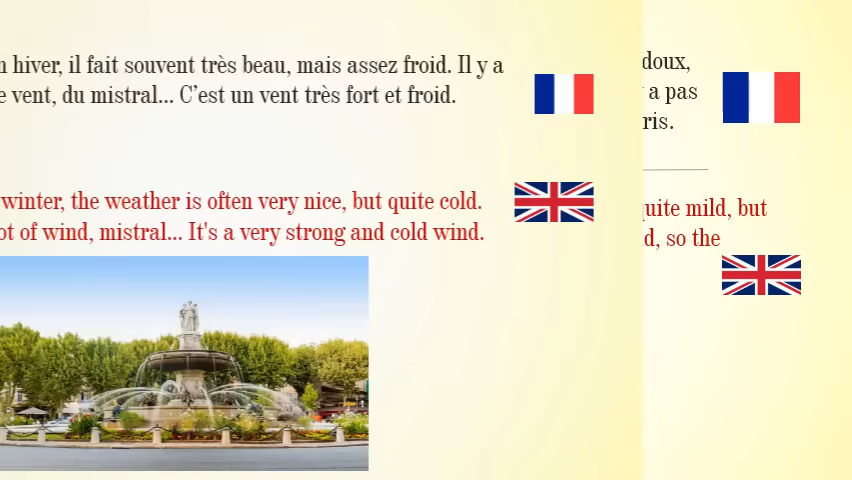 hiver, il fait souvent très beau, mais assez froid. Il y a
vent, du mistral... C'est un vent très fort et froid.
winter, the weather is often very nice, but quite cold.
of wind, mistral... It's a very strong and cold wind.
doux,
a pas
quite mild, but
so the